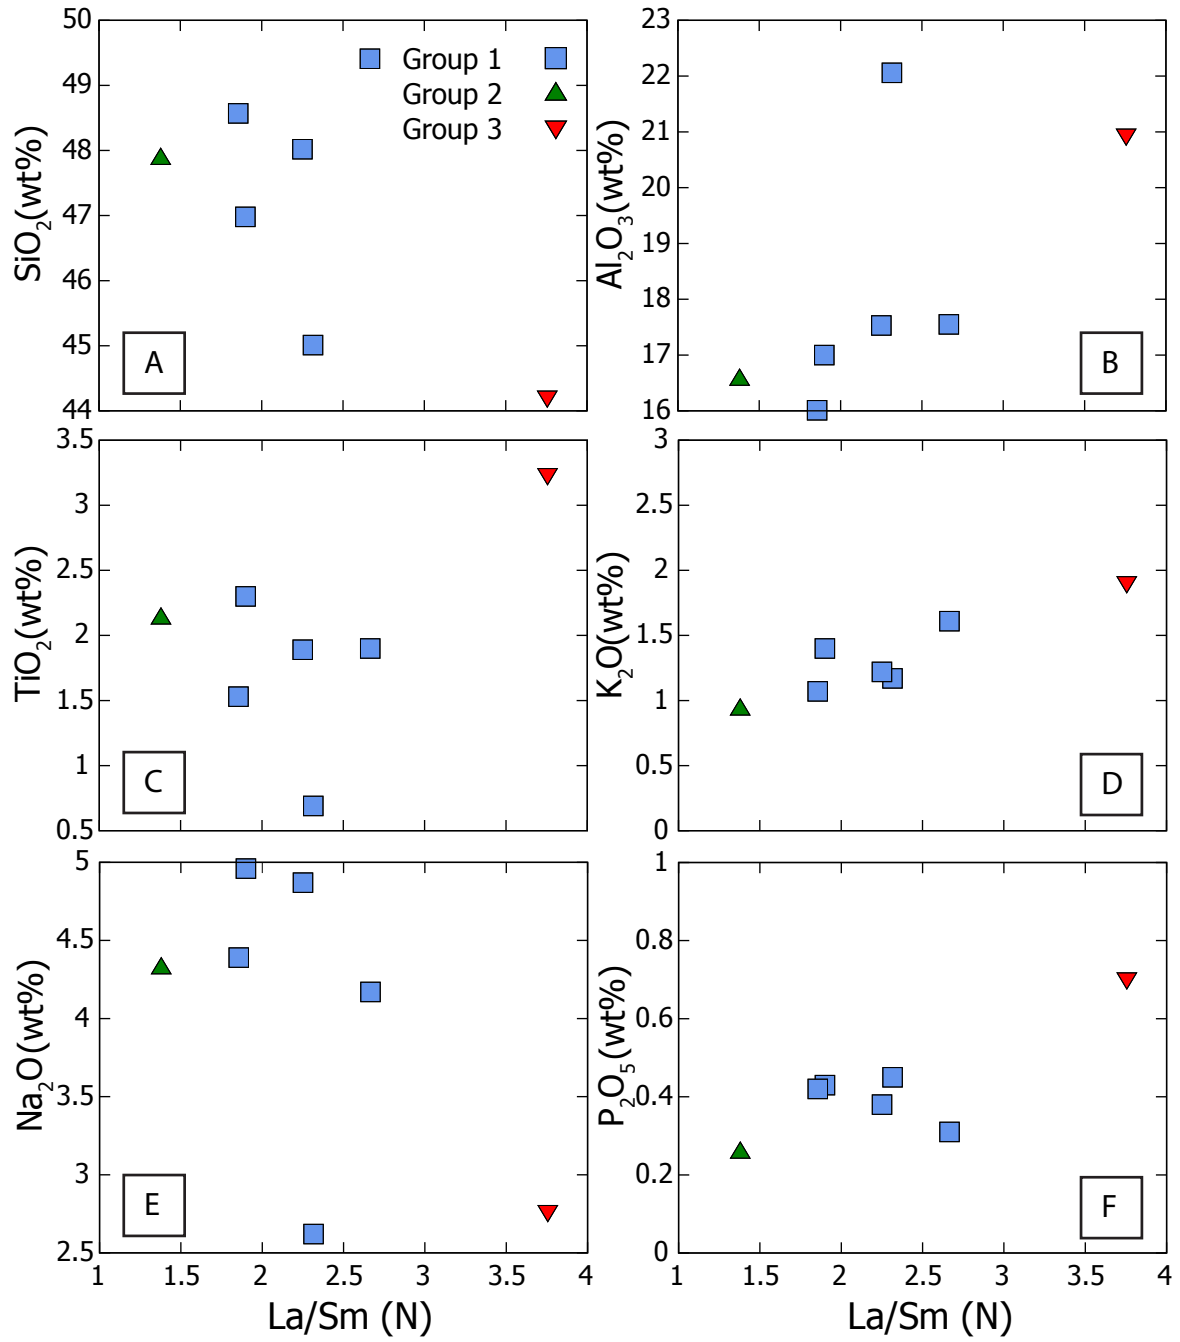 50
49
48
47
46
45
44
SiO₂(wt%)
Group 1
Group 2
Group 3
A
23
22
21
20
19
18
17
16
Al₂O₃(wt%)
B
3.5
3
2.5
2
1.5
1
0.5
TiO₂(wt%)
C
3
2.5
2
1.5
1
0.5
0
K₂O(wt%)
D
5
4.5
4
3.5
3
2.5
Na₂O(wt%)
E
1 1.5 2 2.5 3 3.5 4
La/Sm (N)
1
0.8
0.6
0.4
0.2
0
P₂O₅(wt%)
F
1 1.5 2 2.5 3 3.5 4
La/Sm (N)